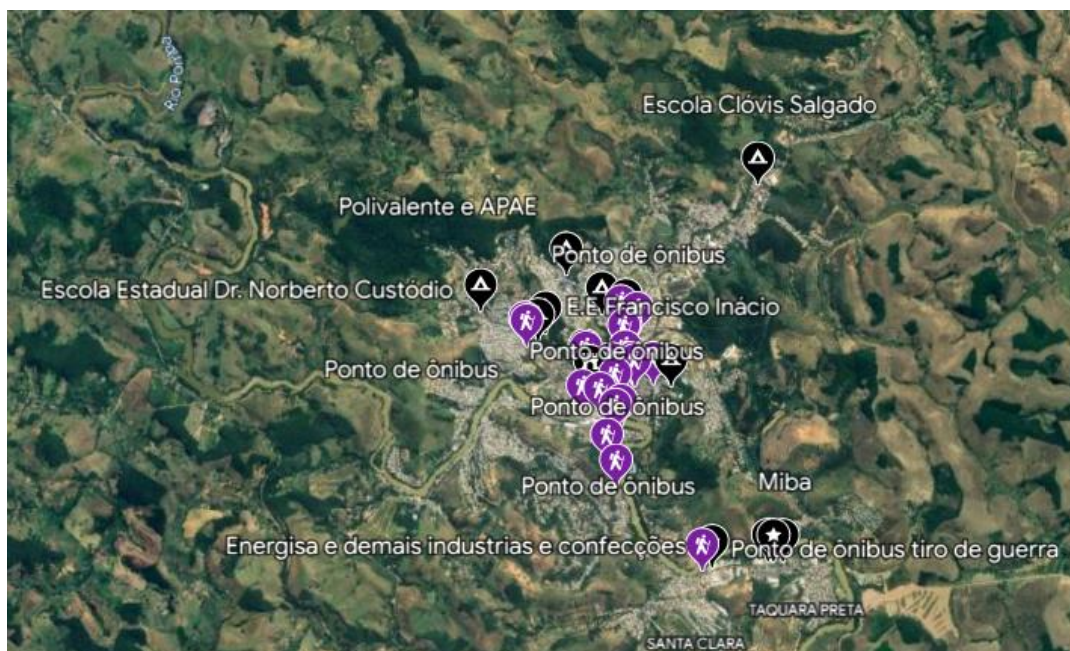 Rio Pomba
Escola Clóvis Salgado
Polivalente e APAE
Ponto de ônibus
Escola Estadual Dr. Norberto Custódio
E.E Francisco Inácio
Ponto de ônibus
Ponto de ônibus
Ponto de ônibus
Ponto de ônibus
Miba
Energisa e demais industrias e confecções
Ponto de ônibus tiro de guerra
TAQUARA PRETA
SANTA CLARA